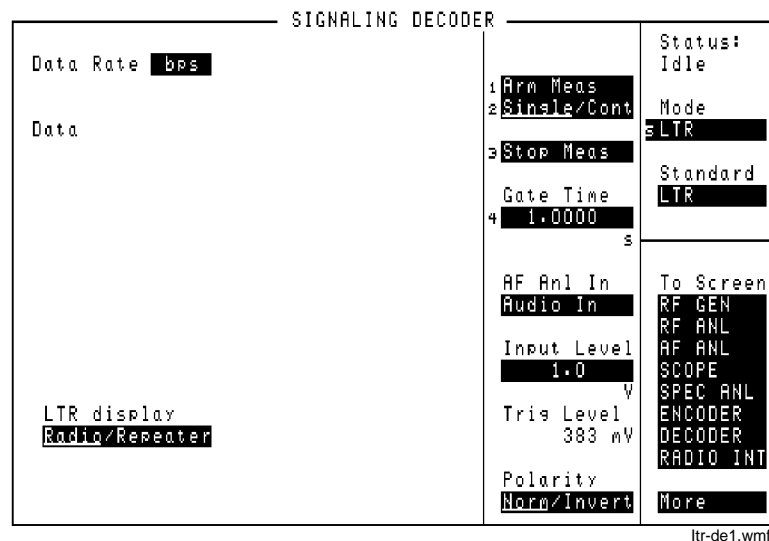 SIGNALING DECODER
Data Rate bps
Data
LTR display
Radio/Repeater
1 Arm Meas
2 Single/Cont
3 Stop Meas
Gate Time
4 1.0000
s
AF Anl In
Audio In
Input Level
1.0
V
Trig Level
383 mV
Polarity
Norm/Invert
Status:
Idle
Mode
s LTR
Standard
LTR
To Screen
RF GEN
RF ANL
AF ANL
SCOPE
SPEC ANL
ENCODER
DECODER
RADIO INT
More
ltr-de1.wmf